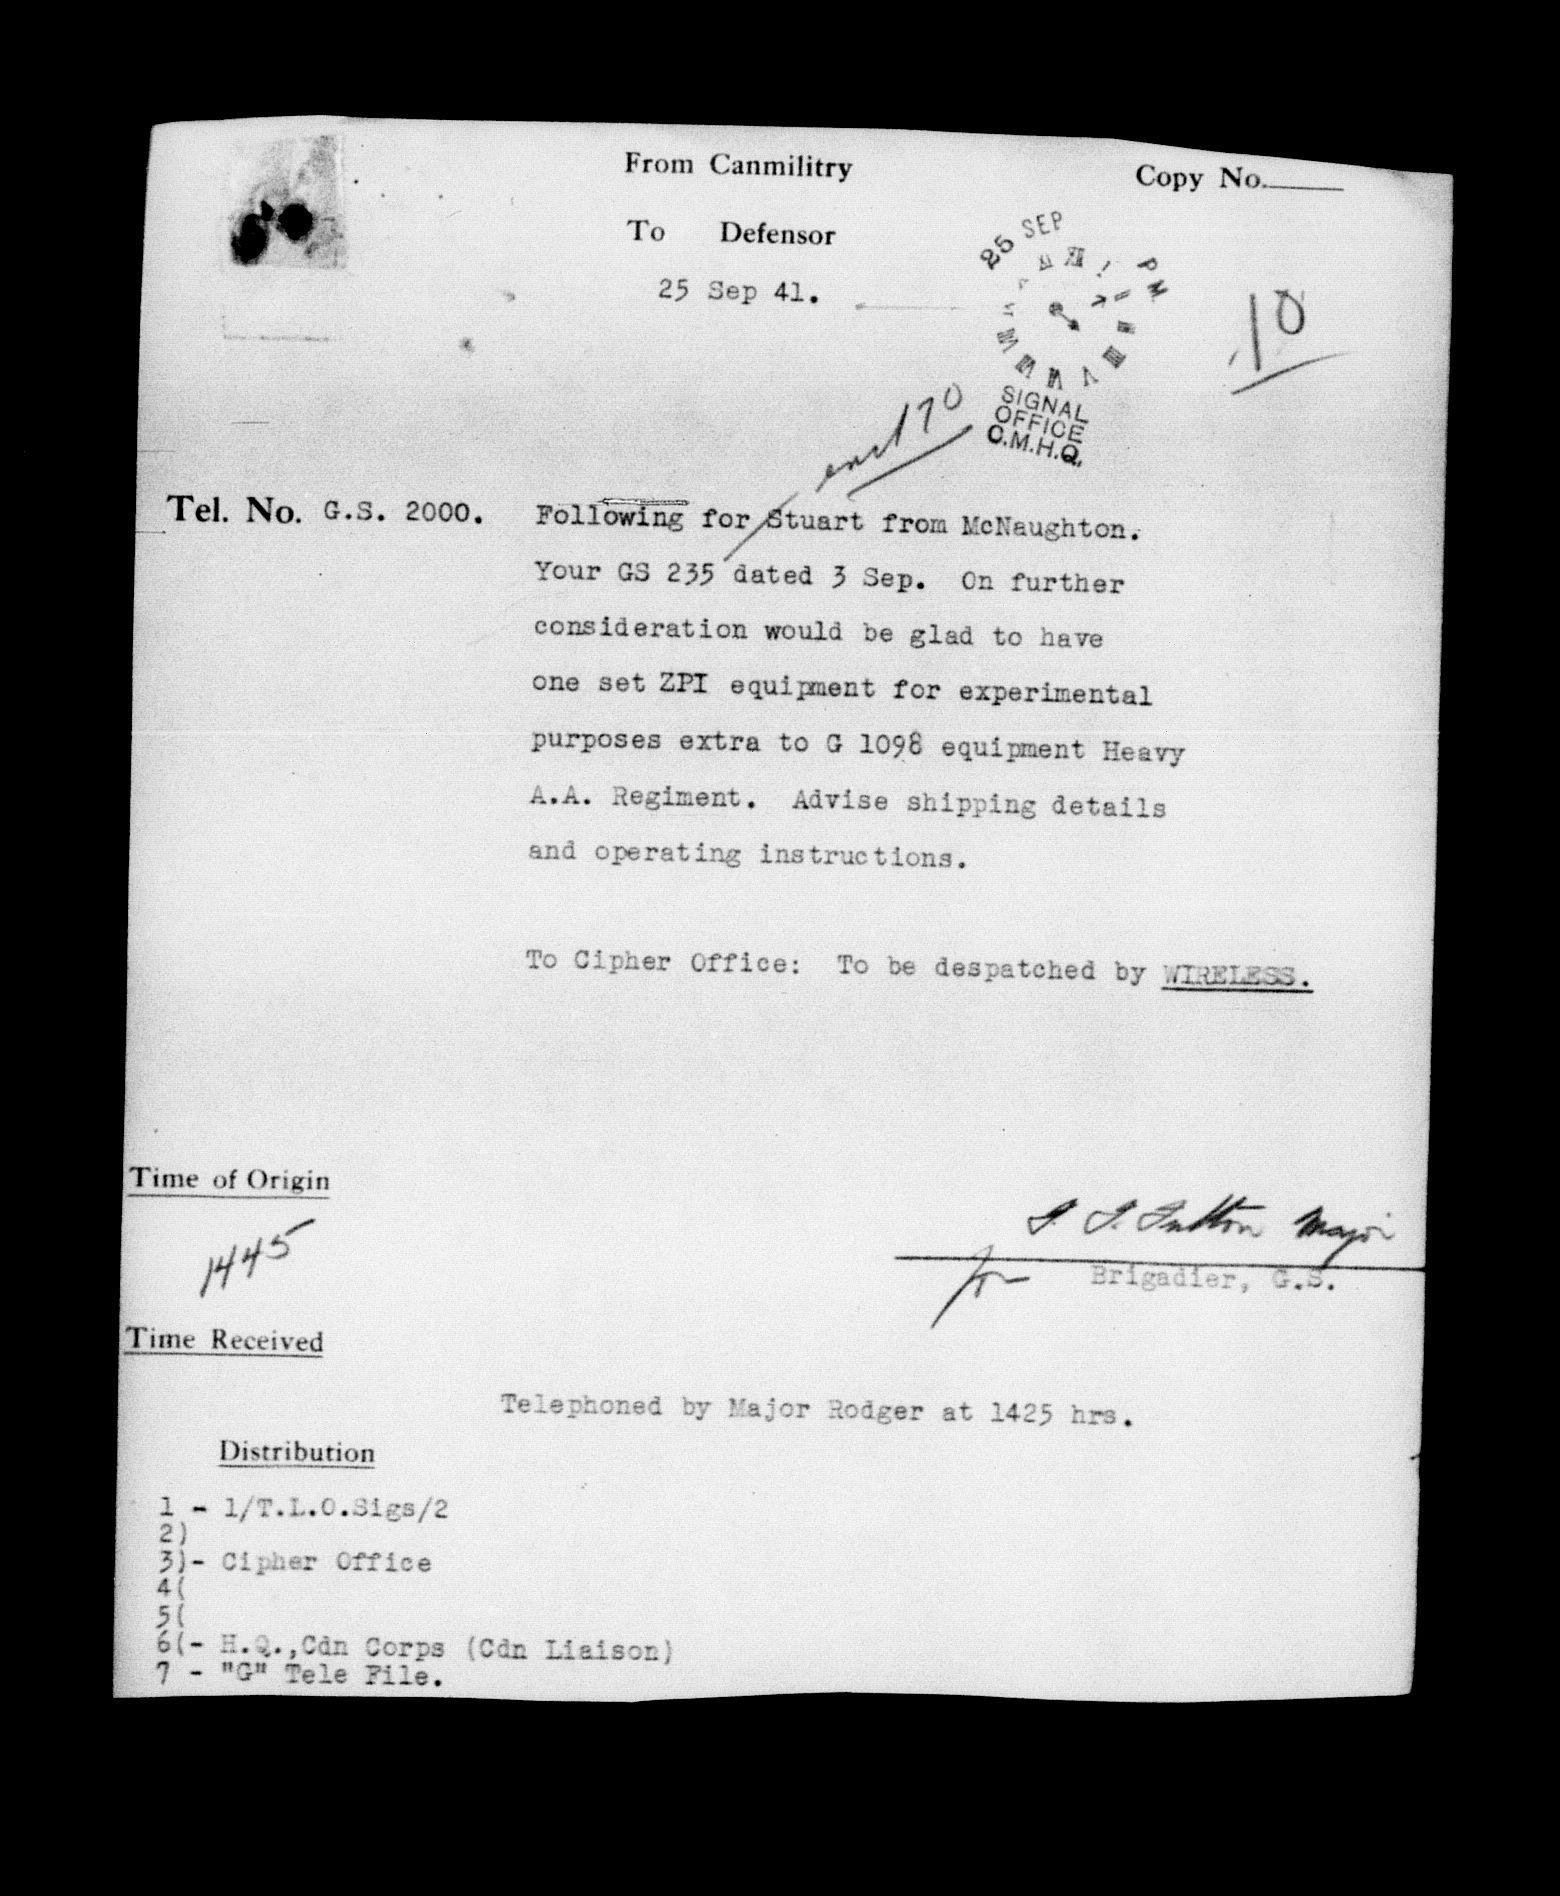 From Canmilitry
Copy No.
To Defensor
25 Sep 41.
25 SEP PM
SIGNAL
OFFICE
C.M.H.Q.
10
encl 70
Tel. No. G.S. 2000. Following for Stuart from McNaughton.
Your GS 235 dated 3 Sep. On further
consideration would be glad to have
one set ZPI equipment for experimental
purposes extra to G 1098 equipment Heavy
A.A. Regiment. Advise shipping details
and operating instructions.
To Cipher Office: To be despatched by WIRELESS.
Time of Origin
1445
Major
for Brigadier, G.S.
Time Received
Telephoned by Major Rodger at 1425 hrs.
Distribution
1 - 1/T.L.O.Sigs/2
2)
3)- Cipher Office
4(
5(
6(- H.Q.,Cdn Corps (Cdn Liaison)
7 - "G" Tele File.